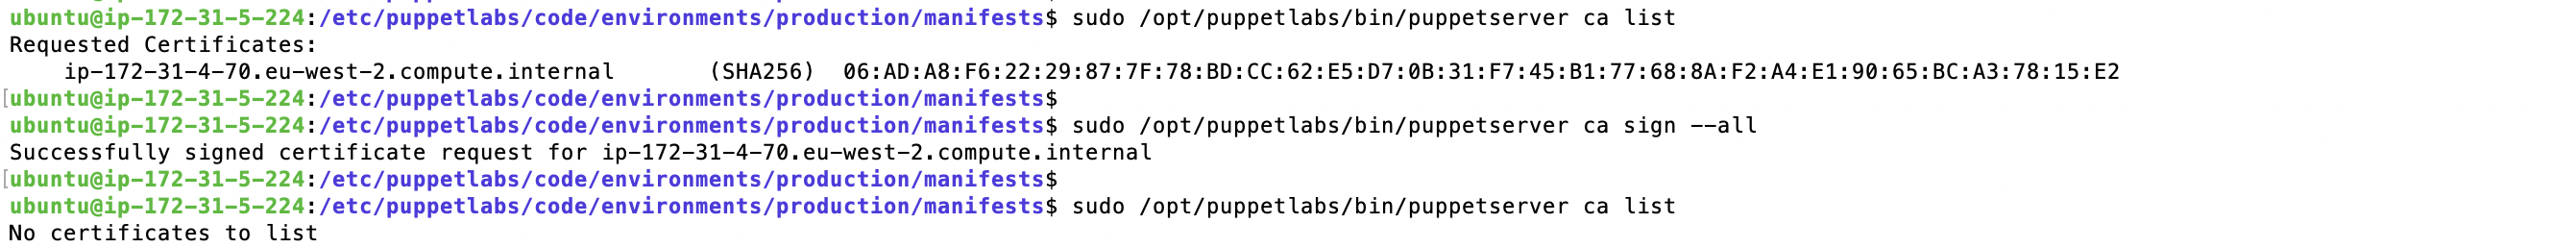 ubuntu@ip-172-31-5-224:/etc/puppetlabs/code/environments/production/manifests$ sudo /opt/puppetlabs/bin/puppetserver ca list
Requested Certificates:
    ip-172-31-4-70.eu-west-2.compute.internal       (SHA256)  06:AD:A8:F6:22:29:87:7F:78:BD:CC:62:E5:D7:0B:31:F7:45:B1:77:68:8A:F2:A4:E1:90:65:BC:A3:78:15:E2
[ubuntu@ip-172-31-5-224:/etc/puppetlabs/code/environments/production/manifests$
ubuntu@ip-172-31-5-224:/etc/puppetlabs/code/environments/production/manifests$ sudo /opt/puppetlabs/bin/puppetserver ca sign --all
Successfully signed certificate request for ip-172-31-4-70.eu-west-2.compute.internal
[ubuntu@ip-172-31-5-224:/etc/puppetlabs/code/environments/production/manifests$
ubuntu@ip-172-31-5-224:/etc/puppetlabs/code/environments/production/manifests$ sudo /opt/puppetlabs/bin/puppetserver ca list
No certificates to list